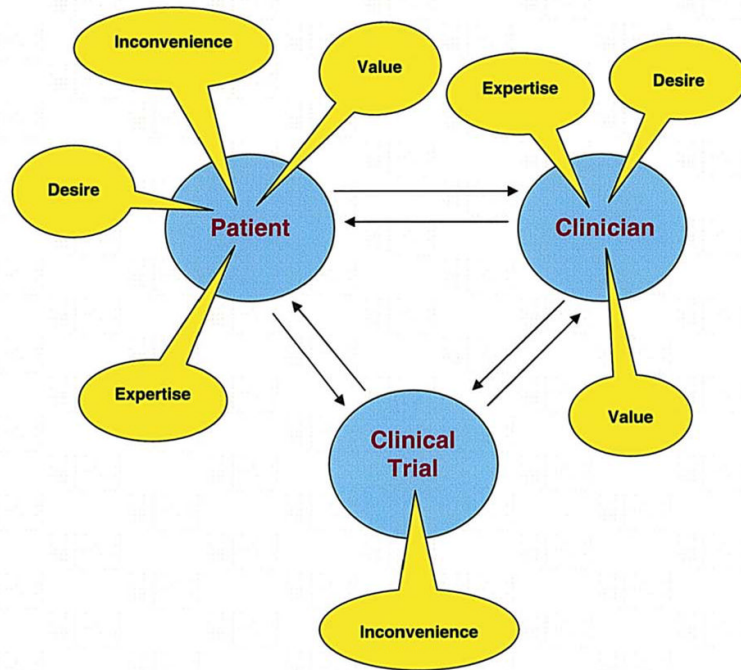 Inconvenience
Value
Expertise
Desire
Desire
Patient
Clinician
Expertise
Value
Clinical
Trial
Inconvenience